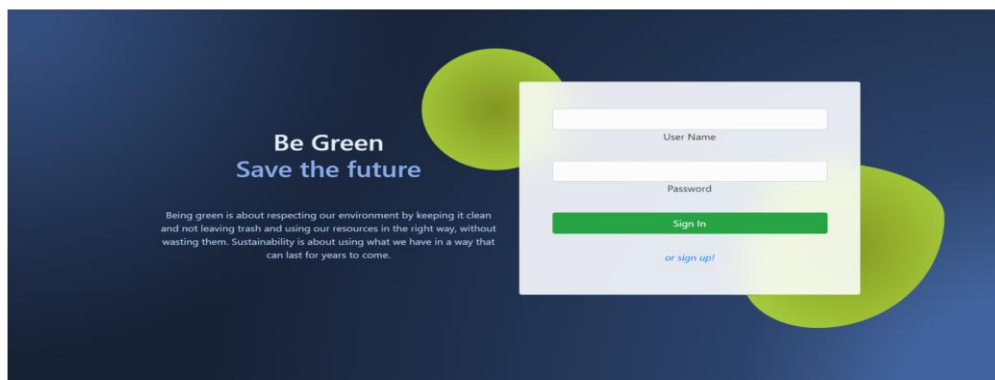 Be Green
Save the future
Being green is about respecting our environment by keeping it clean
and not leaving trash and using our resources in the right way, without
wasting them. Sustainability is about using what we have in a way that
can last for years to come.
User Name
Password
Sign In
or sign up!